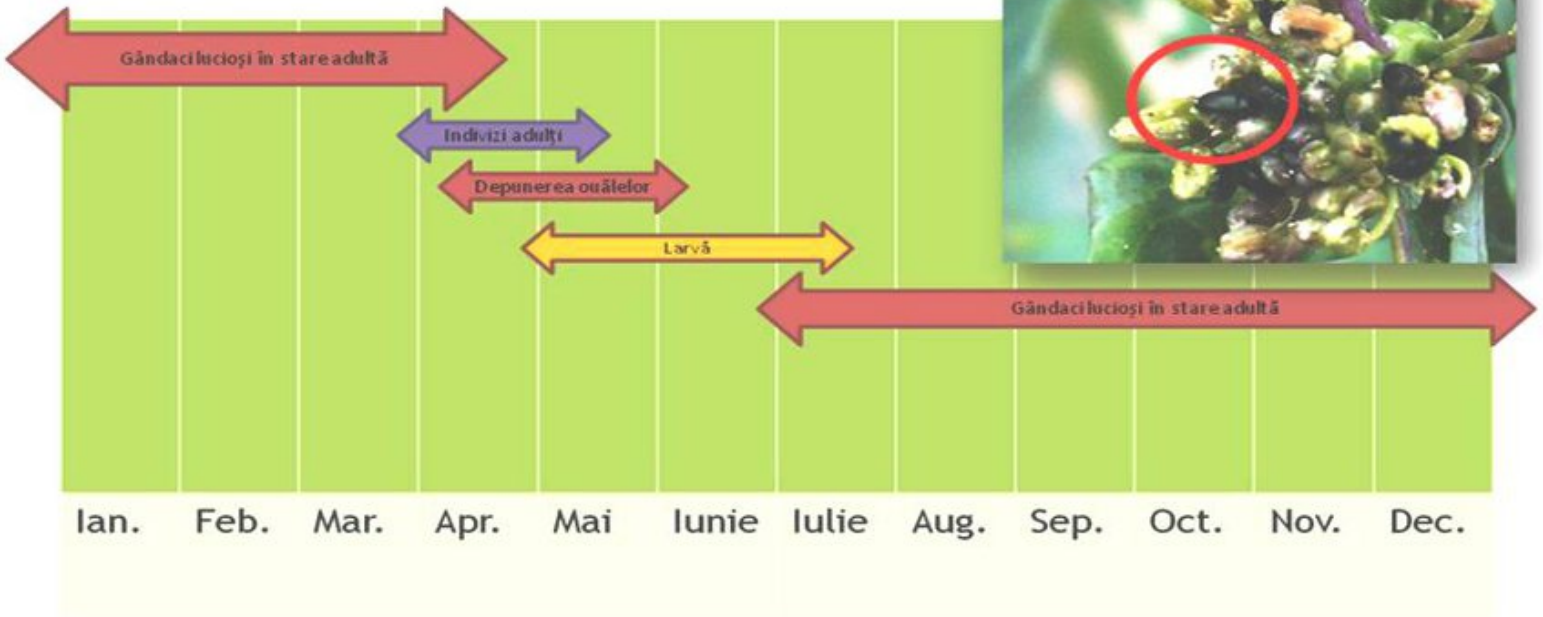 Gândaci lucioși în stare adultă
Indivizi adulți
Depunerea ouălelor
Larvă
Gândaci lucioși în stare adultă
Ian. Feb. Mar. Apr. Mai Iunie Iulie Aug. Sep. Oct. Nov. Dec.